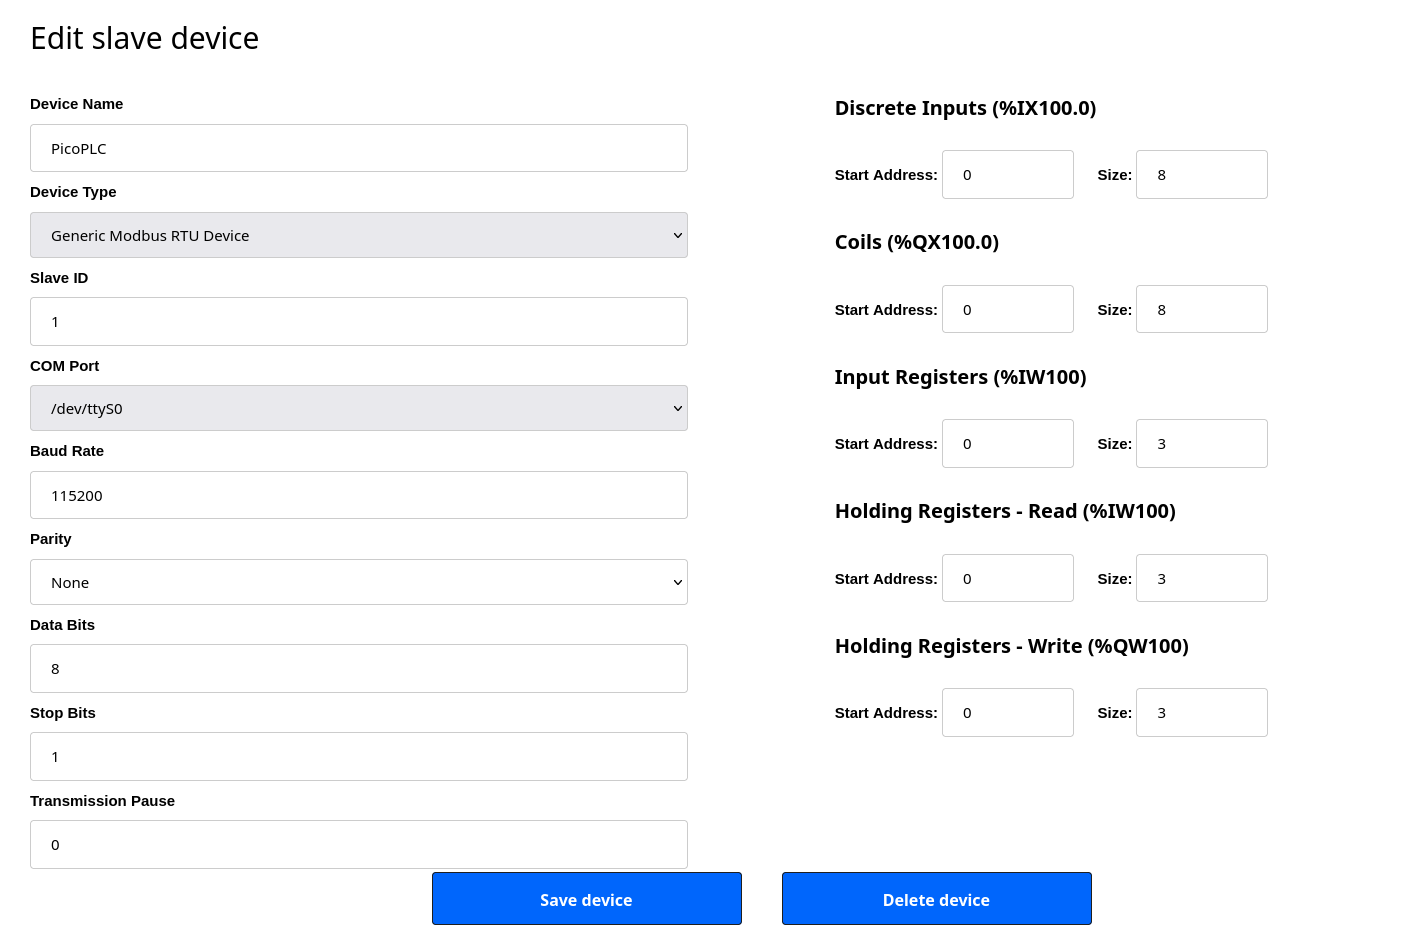 Edit slave device
Device Name
PicoPLC
Device Type
Generic Modbus RTU Device
Slave ID
1
COM Port
/dev/ttyS0
Baud Rate
115200
Parity
None
Data Bits
8
Stop Bits
1
Transmission Pause
0
Discrete Inputs (%IX100.0)
Start Address: 0 Size: 8
Coils (%QX100.0)
Start Address: 0 Size: 8
Input Registers (%IW100)
Start Address: 0 Size: 3
Holding Registers - Read (%IW100)
Start Address: 0 Size: 3
Holding Registers - Write (%QW100)
Start Address: 0 Size: 3
Save device Delete device